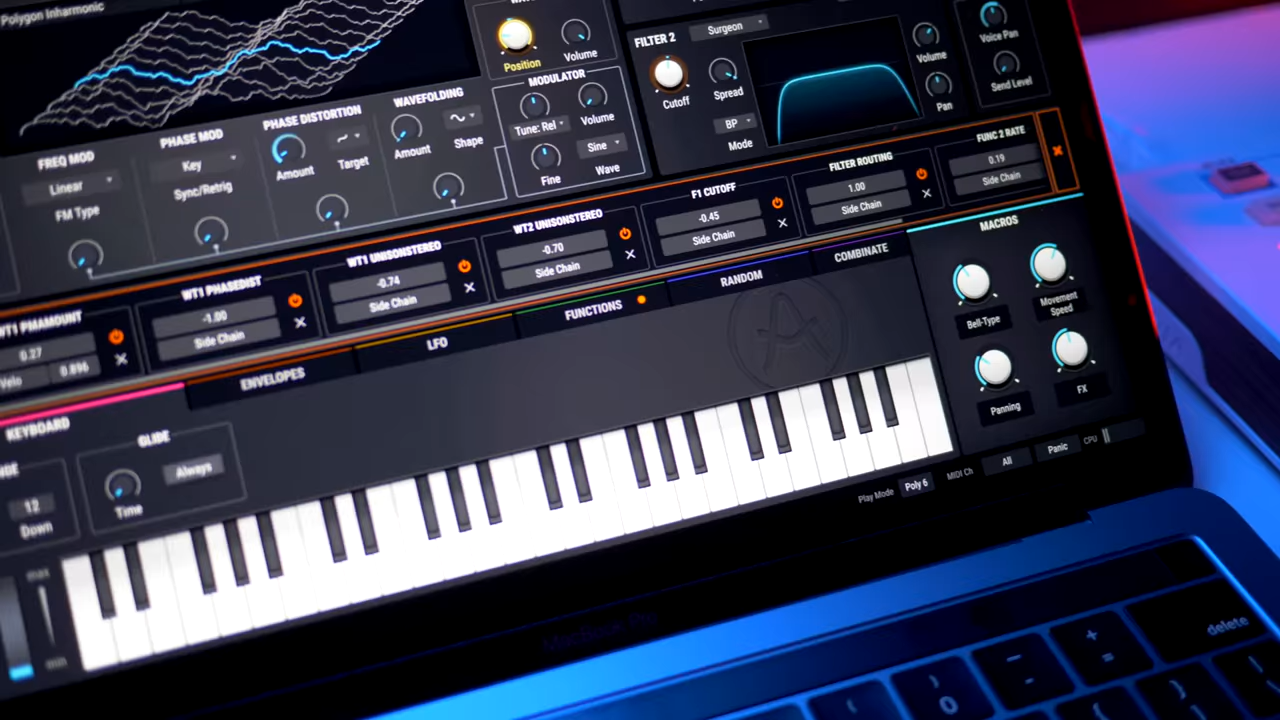 Polygon Inharmonic
Position
Volume
MODULATOR
Tune: Rel
Volume
Fine
Sine
Wave
FREQ MOD
Linear
FM Type
PHASE MOD
Key
Sync/Retrig
PHASE DISTORTION
Amount
Target
WAVEFOLDING
Amount
Shape
FILTER 2
Surgeon
Cutoff
Spread
BP
Mode
Volume
Pan
Voice Pan
Send Level
WT1 PMAMOUNT
0.27
Velo
0.896
WT1 PHASEDIST
-1.00
Side Chain
WT1 UNISONSTEREO
-0.74
Side Chain
WT2 UNISONSTEREO
-0.70
Side Chain
F1 CUTOFF
-0.45
Side Chain
FILTER ROUTING
1.00
Side Chain
FUNC 2 RATE
0.19
Side Chain
KEYBOARD
ENVELOPES
LFO
FUNCTIONS
RANDOM
COMBINATE
MACROS
Bell-Type
Movement
Speed
Panning
FX
12
Down
GLIDE
Time
Always
max
min
Play Mode
Poly 6
MIDI Ch
All
Panic
CPU
MacBook Pro
delete
+
=
-
)
0